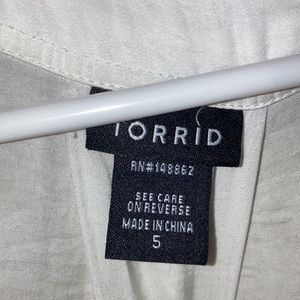 TORRID
RN#148862
SEE CARE
ON REVERSE
MADE IN CHINA
5